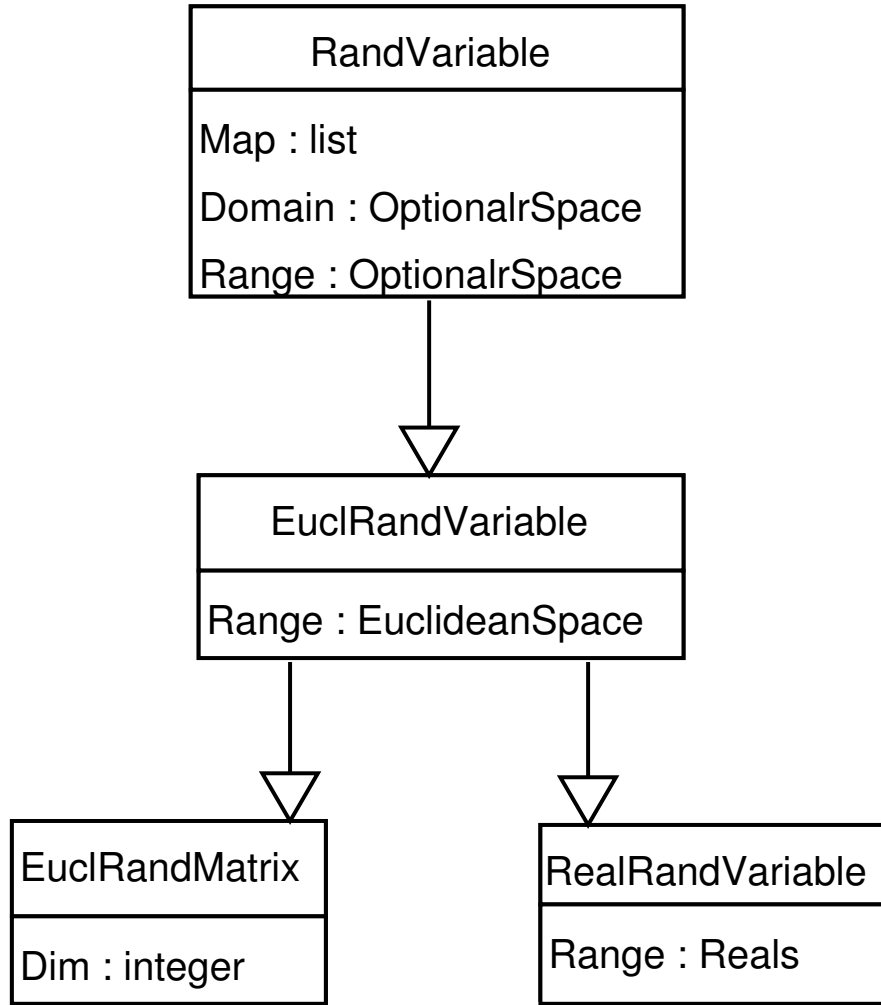 RandVariable
Map : list
Domain : OptionalrSpace
Range : OptionalrSpace
EuclRandVariable
Range : EuclideanSpace
EuclRandMatrix
Dim : integer
RealRandVariable
Range : Reals